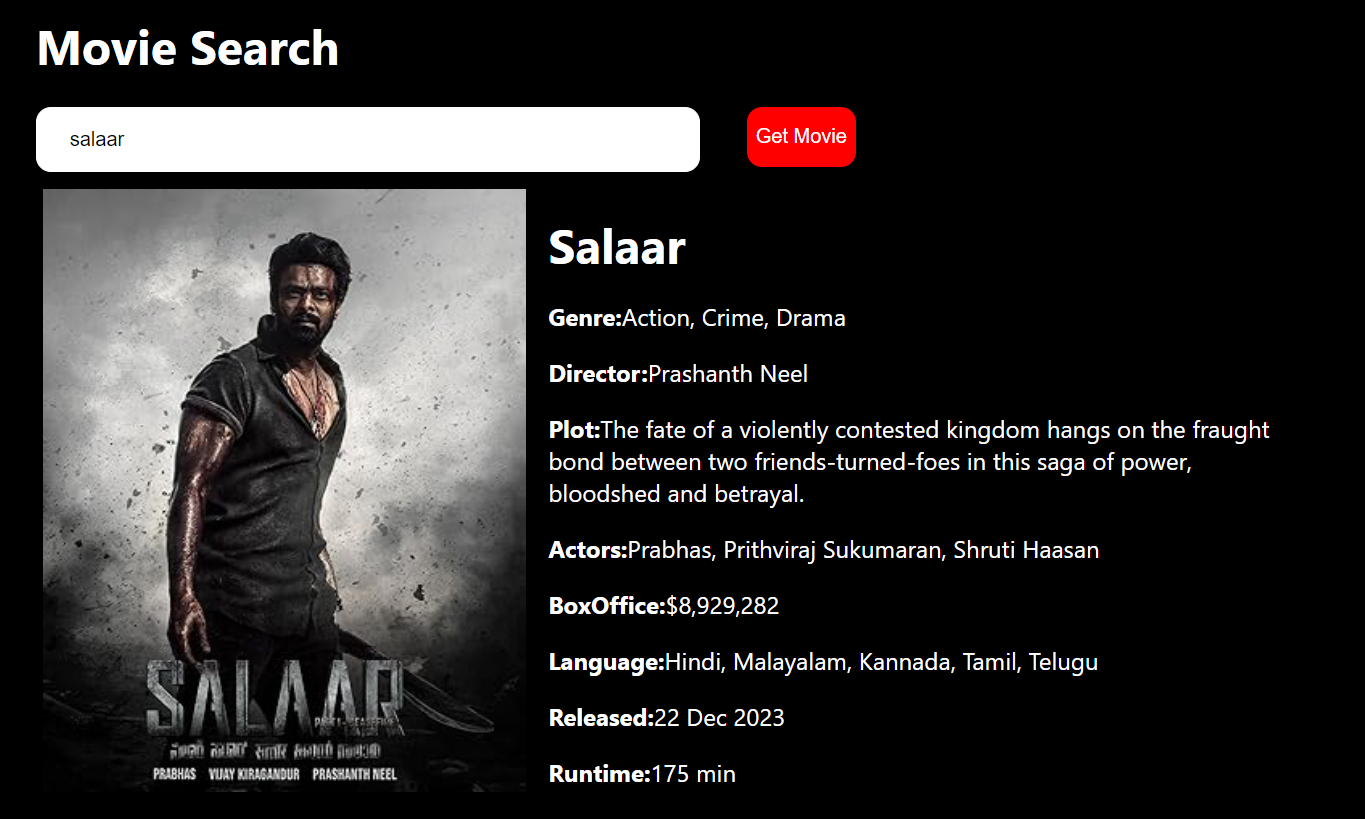 Movie Search
salaar
Get Movie
Salaar
Genre:Action, Crime, Drama
Director:Prashanth Neel
Plot:The fate of a violently contested kingdom hangs on the fraught
bond between two friends-turned-foes in this saga of power,
bloodshed and betrayal.
Actors:Prabhas, Prithviraj Sukumaran, Shruti Haasan
BoxOffice:$8,929,282
Language:Hindi, Malayalam, Kannada, Tamil, Telugu
Released:22 Dec 2023
Runtime:175 min
SALAAR
PART 1 - CEASEFIRE
PRABHAS VIJAY KIRAGANDUR PRASHANTH NEEL